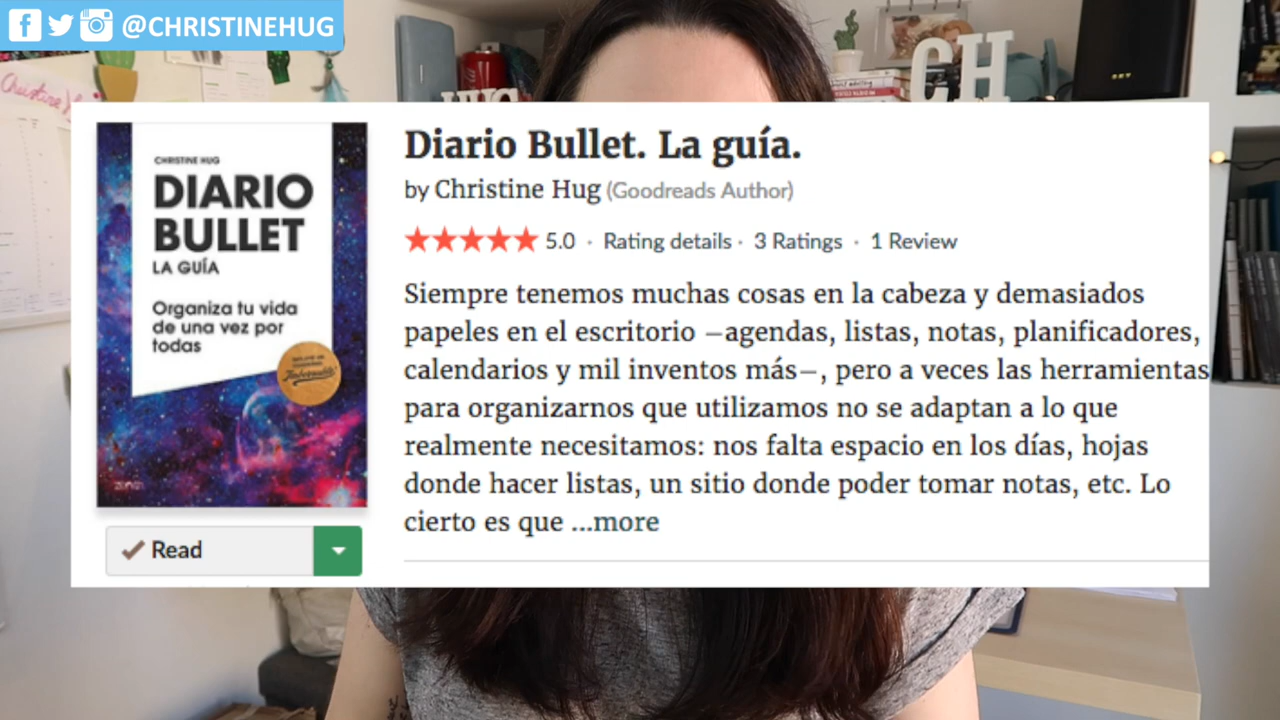 @CHRISTINEHUG
Christine
CH
HUG
CHRISTINE HUG
DIARIO
BULLET
LA GUÍA
Organiza tu vida
de una vez por
todas
Imborrable!
Read
Diario Bullet. La guía.
by Christine Hug (Goodreads Author)
5.0 · Rating details · 3 Ratings · 1 Review
Siempre tenemos muchas cosas en la cabeza y demasiados
papeles en el escritorio –agendas, listas, notas, planificadores,
calendarios y mil inventos más–, pero a veces las herramientas
para organizarnos que utilizamos no se adaptan a lo que
realmente necesitamos: nos falta espacio en los días, hojas
donde hacer listas, un sitio donde poder tomar notas, etc. Lo
cierto es que ...more